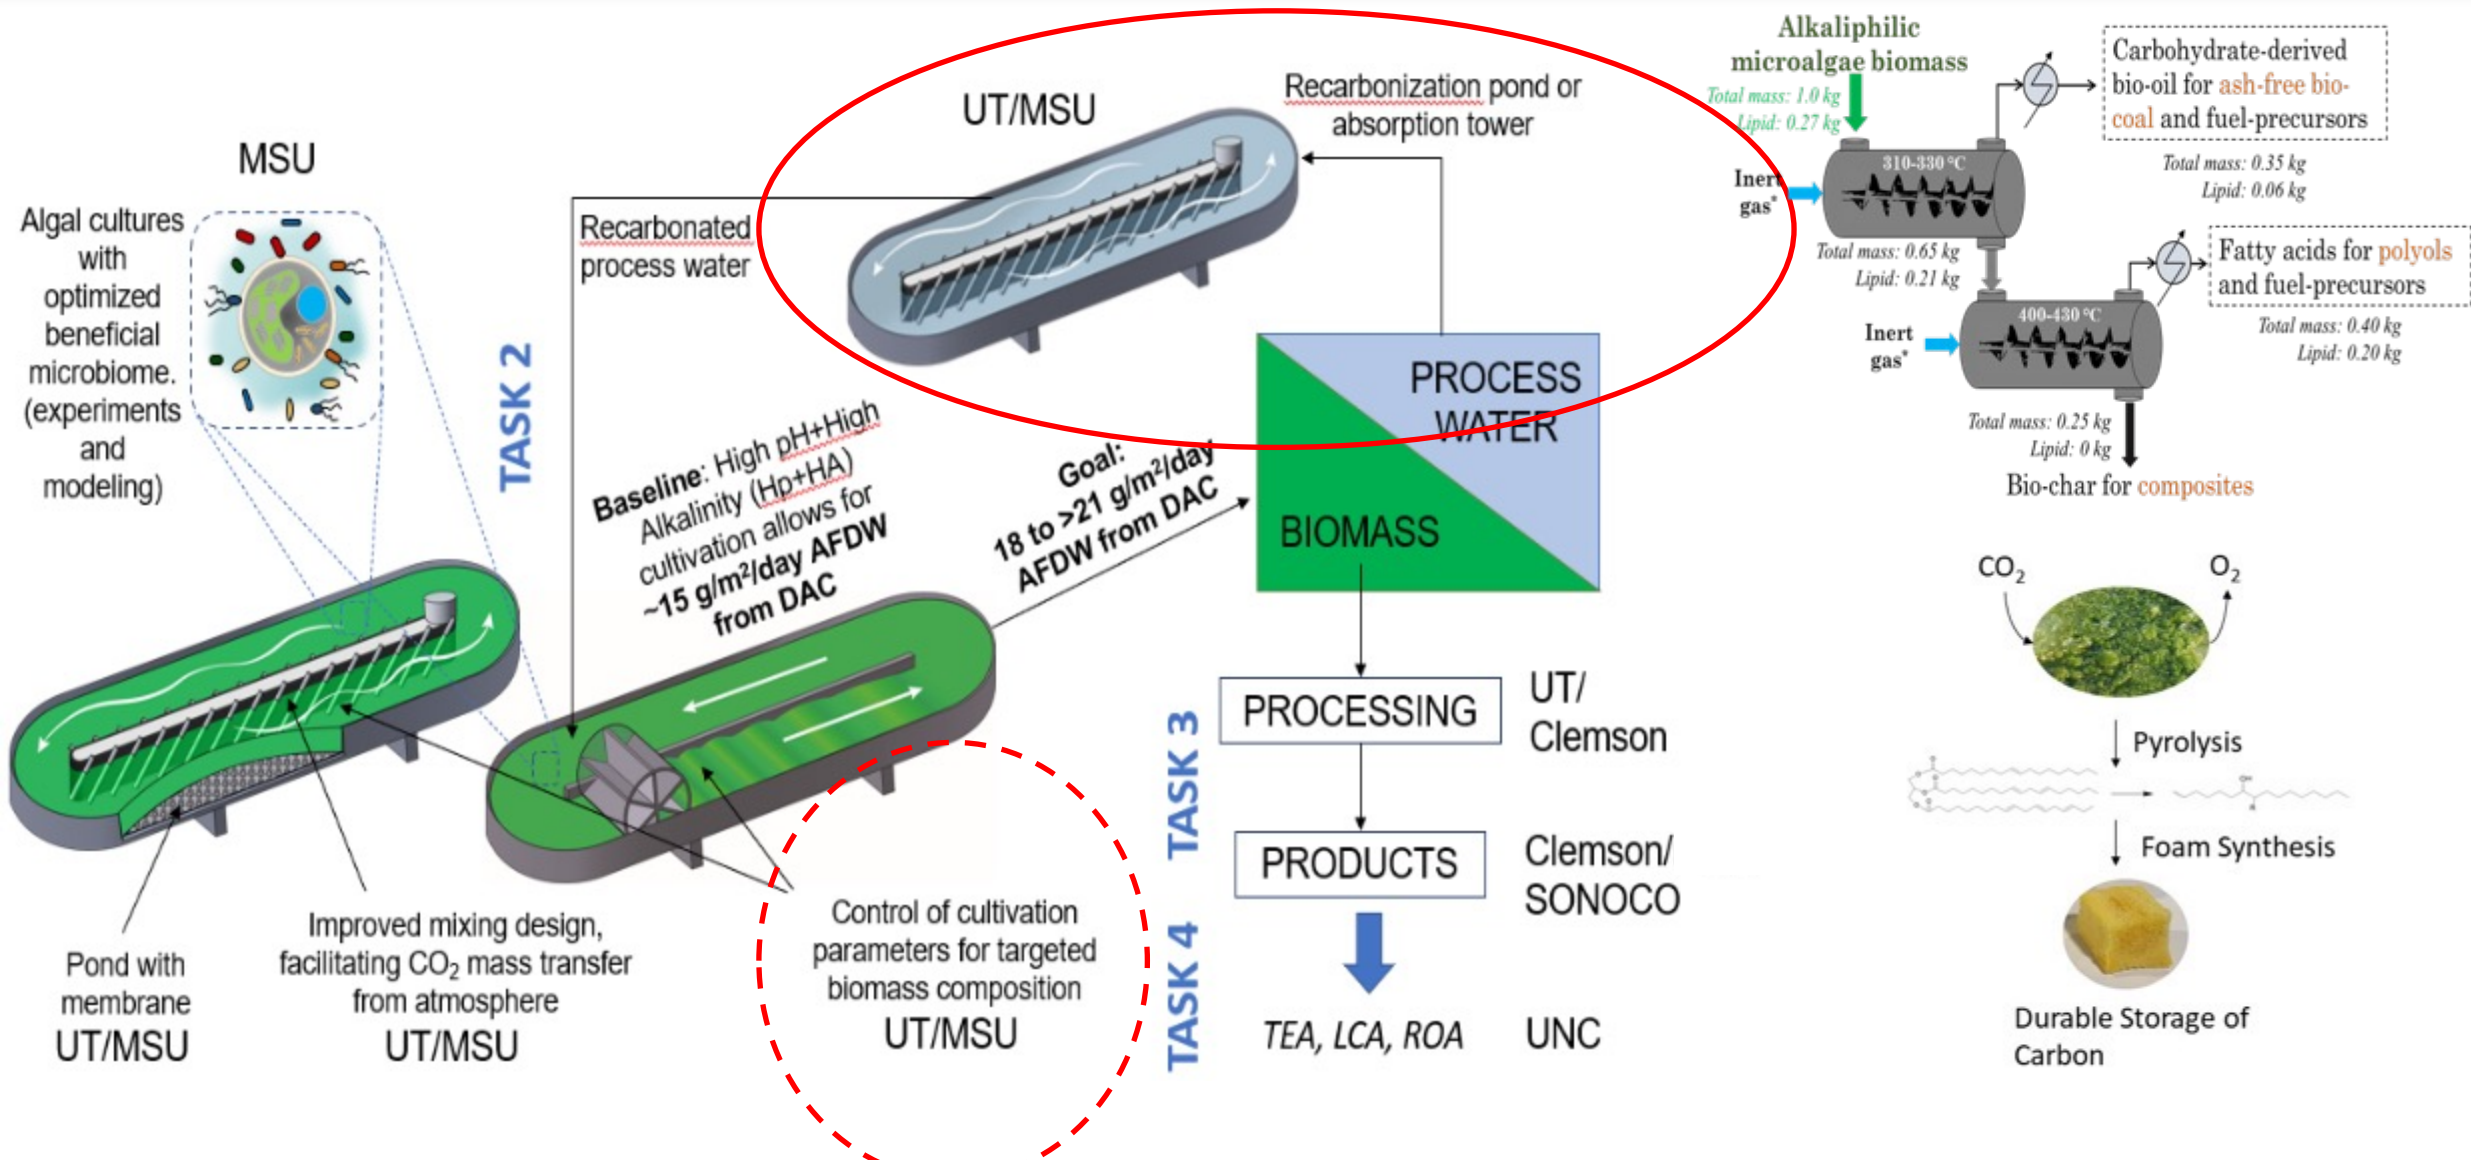 MSU
Algal cultures
with
optimized
beneficial
microbiome.
(experiments
and
modeling)
TASK 2
Recarbonated
process water
UT/MSU
Recarbonization pond or
absorption tower
Baseline: High pH+High
Alkalinity (Hp+HA)
cultivation allows for
~15 g/m²/day AFDW
from DAC
Goal:
18 to >21 g/m²/day
AFDW from DAC
PROCESS
WATER
BIOMASS
Pond with
membrane
UT/MSU
Improved mixing design,
facilitating CO₂ mass transfer
from atmosphere
UT/MSU
Control of cultivation
parameters for targeted
biomass composition
UT/MSU
TASK 3
PROCESSING
UT/
Clemson
PRODUCTS
Clemson/
SONOCO
TASK 4
TEA, LCA, ROA
UNC
Alkaliphilic
microalgae biomass
Total mass: 1.0 kg
Lipid: 0.27 kg
Inert
gas*
310-330 °C
Carbohydrate-derived
bio-oil for ash-free bio-
coal and fuel-precursors
Total mass: 0.35 kg
Lipid: 0.06 kg
Total mass: 0.65 kg
Lipid: 0.21 kg
Inert
gas*
400-430 °C
Fatty acids for polyols
and fuel-precursors
Total mass: 0.40 kg
Lipid: 0.20 kg
Total mass: 0.25 kg
Lipid: 0 kg
Bio-char for composites
CO₂
O₂
Pyrolysis
OH
Foam Synthesis
Durable Storage of
Carbon